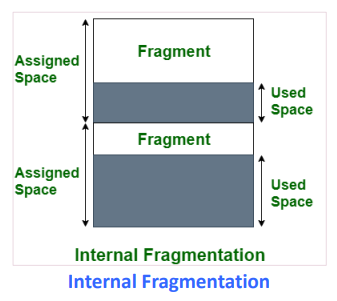 Fragment
Assigned
Space
Used
Space
Fragment
Assigned
Space
Used
Space
Internal Fragmentation
Internal Fragmentation